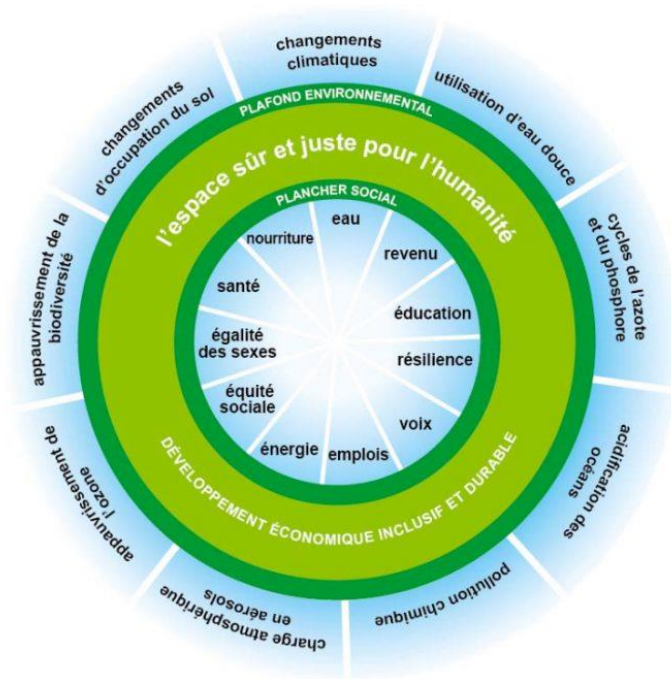 changements
climatiques
utilisation d'eau douce
cycles de l'azote
et du phosphore
acidification des
océans
pollution chimique
charge atmosphérique
en aérosols
appauvrissement de
l'ozone
appauvrissement de la
biodiversité
changements
d'occupation du sol
PLAFOND ENVIRONNEMENTAL
l'espace sûr et juste pour l'humanité
PLANCHER SOCIAL
eau
revenu
éducation
résilience
voix
emplois
énergie
équité
sociale
égalité
des sexes
santé
nourriture
DÉVELOPPEMENT ÉCONOMIQUE INCLUSIF ET DURABLE